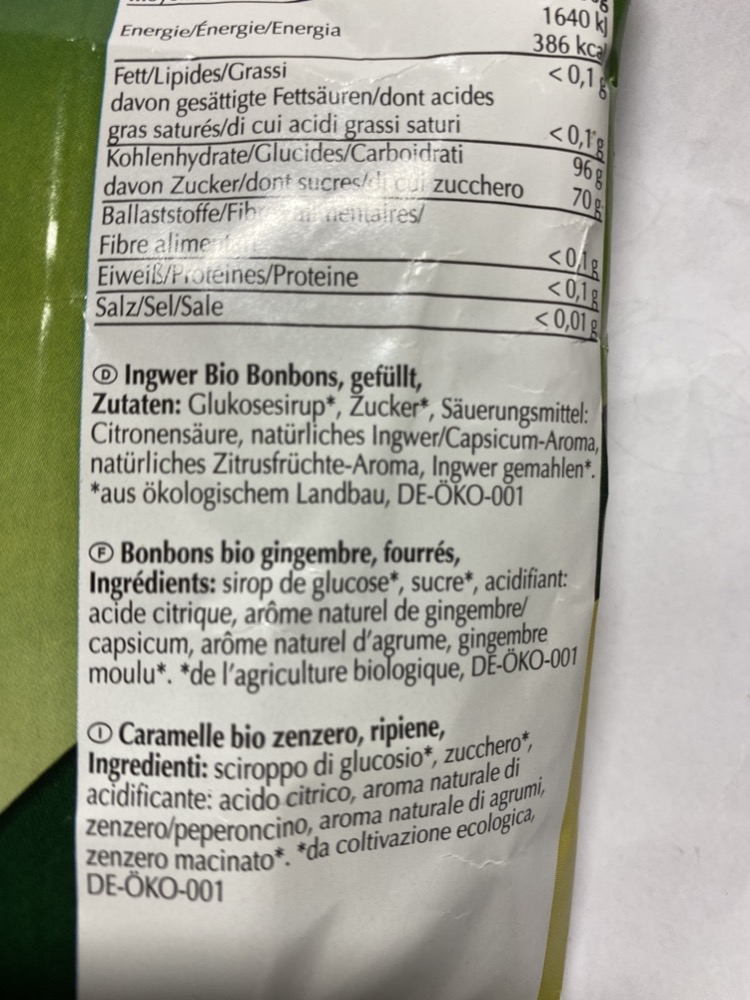 1640 kJ
Energie/Énergie/Energia
386 kcal
Fett/Lipides/Grassi < 0,1 g
davon gesättigte Fettsäuren/dont acides
gras saturés/di cui acidi grassi saturi < 0,1 g
Kohlenhydrate/Glucides/Carboidrati 96 g
davon Zucker/dont sucres/di cui zucchero 70 g
Ballaststoffe/Fibres alimentaires/
Fibre alimentari < 0,1 g
Eiweiß/Protéines/Proteine < 0,1 g
Salz/Sel/Sale < 0,01 g
Ⓓ Ingwer Bio Bonbons, gefüllt,
Zutaten: Glukosesirup*, Zucker*, Säuerungsmittel:
Citronensäure, natürliches Ingwer/Capsicum-Aroma,
natürliches Zitrusfrüchte-Aroma, Ingwer gemahlen*.
*aus ökologischem Landbau, DE-ÖKO-001
Ⓕ Bonbons bio gingembre, fourrés,
Ingrédients: sirop de glucose*, sucre*, acidifiant:
acide citrique, arôme naturel de gingembre/
capsicum, arôme naturel d'agrume, gingembre
moulu*. *de l'agriculture biologique, DE-ÖKO-001
Ⓘ Caramelle bio zenzero, ripiene,
Ingredienti: sciroppo di glucosio*, zucchero*,
acidificante: acido citrico, aroma naturale di
zenzero/peperoncino, aroma naturale di agrumi,
zenzero macinato*. *da coltivazione ecologica,
DE-ÖKO-001